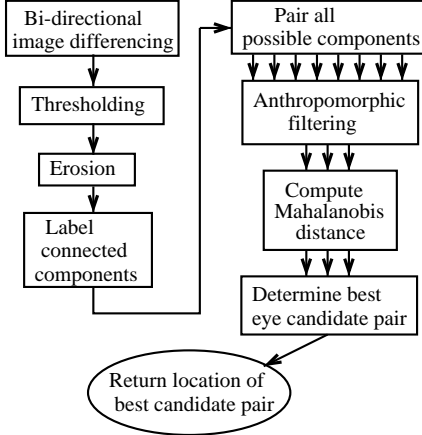 Bi-directional
image differencing
Thresholding
Erosion
Label
connected
components
Pair all
possible components
Anthropomorphic
filtering
Compute
Mahalanobis
distance
Determine best
eye candidate pair
Return location of
best candidate pair